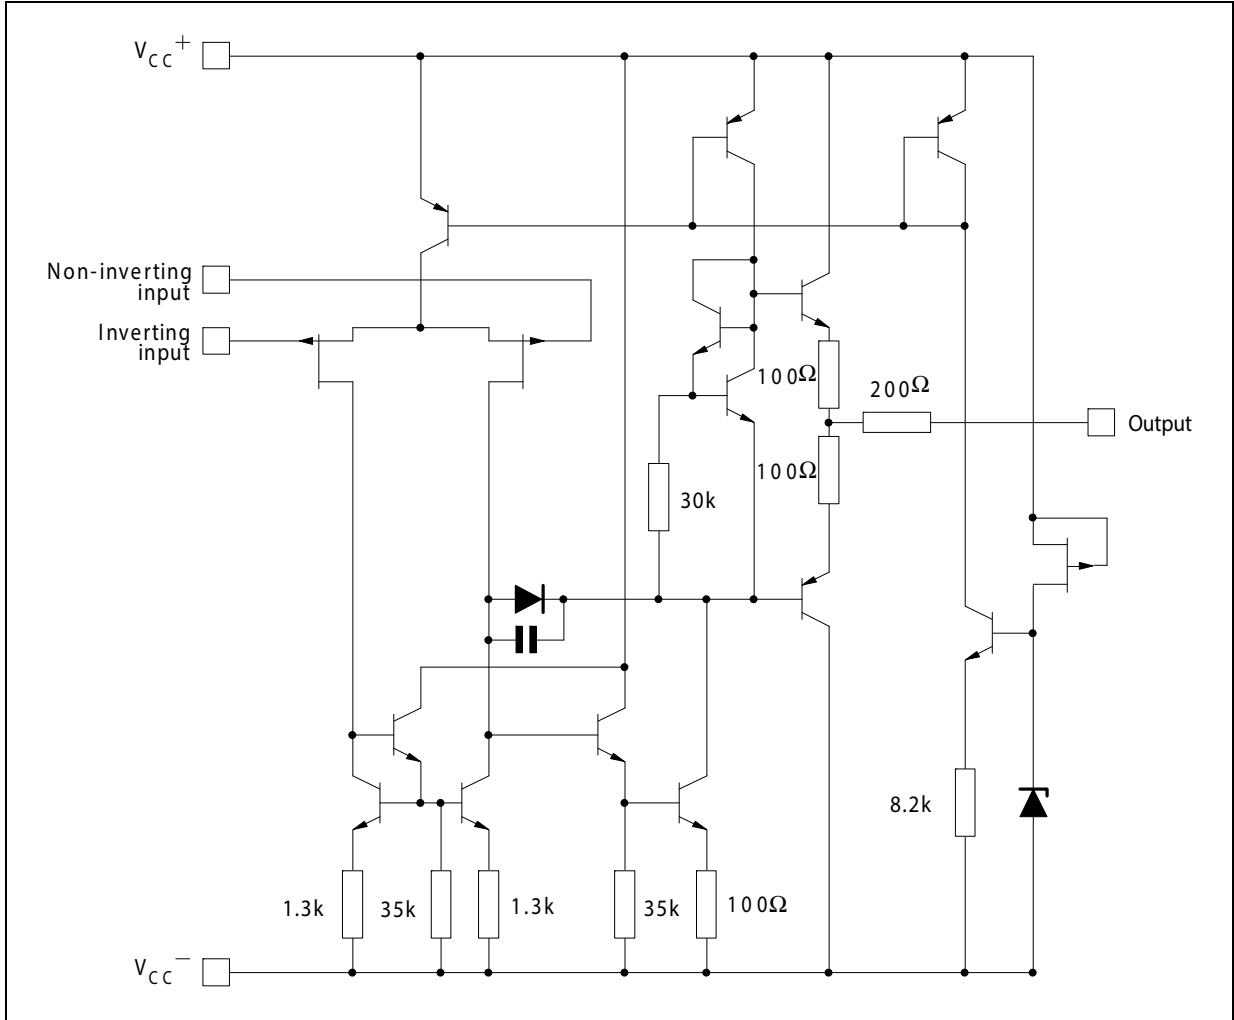 VCC+
Non-inverting
input
Inverting
input
100Ω
200Ω
Output
100Ω
30k
8.2k
1.3k
35k
1.3k
35k
100Ω
VCC−